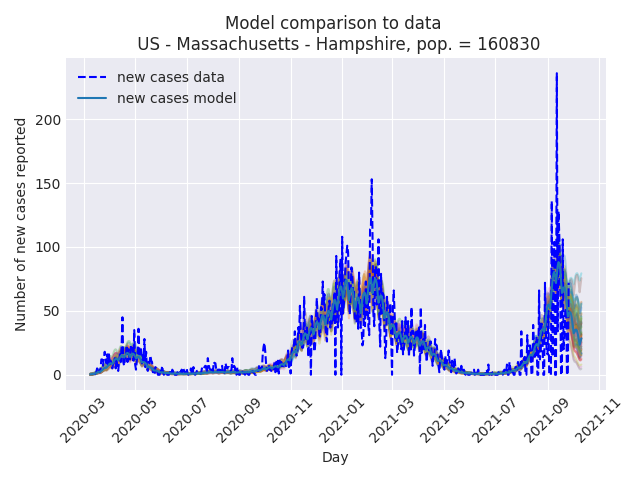 Model comparison to data
US - Massachusetts - Hampshire, pop. = 160830
new cases data
new cases model
Number of new cases reported
200
150
100
50
0
2020-03
2020-05
2020-07
2020-09
2020-11
2021-01
2021-03
2021-05
2021-07
2021-09
2021-11
Day